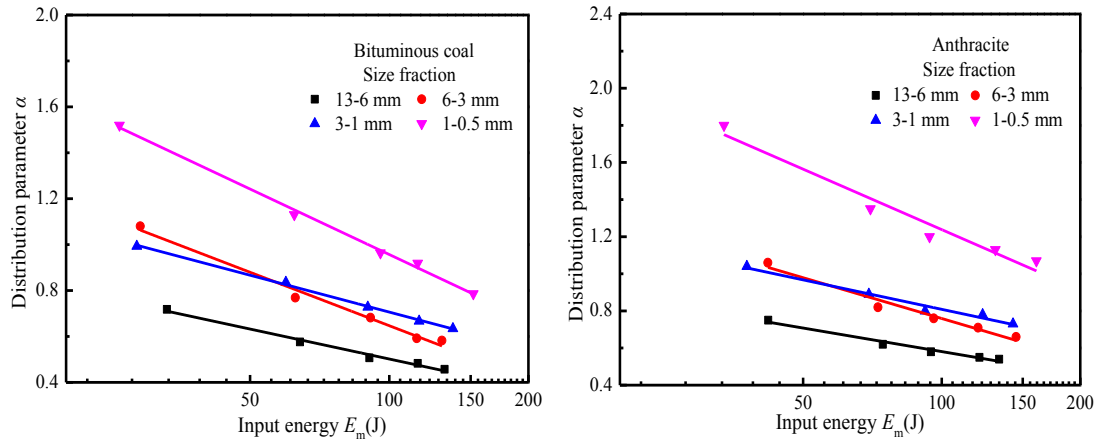 2.0
1.6
1.2
0.8
0.4
Distribution parameter α
Bituminous coal
Size fraction
13-6 mm 6-3 mm
3-1 mm 1-0.5 mm
50 100 150 200
Input energy Em(J)
2.4
2.0
1.6
1.2
0.8
0.4
Distribution parameter α
Anthracite
Size fraction
13-6 mm 6-3 mm
3-1 mm 1-0.5 mm
50 100 150 200
Input energy Em(J)